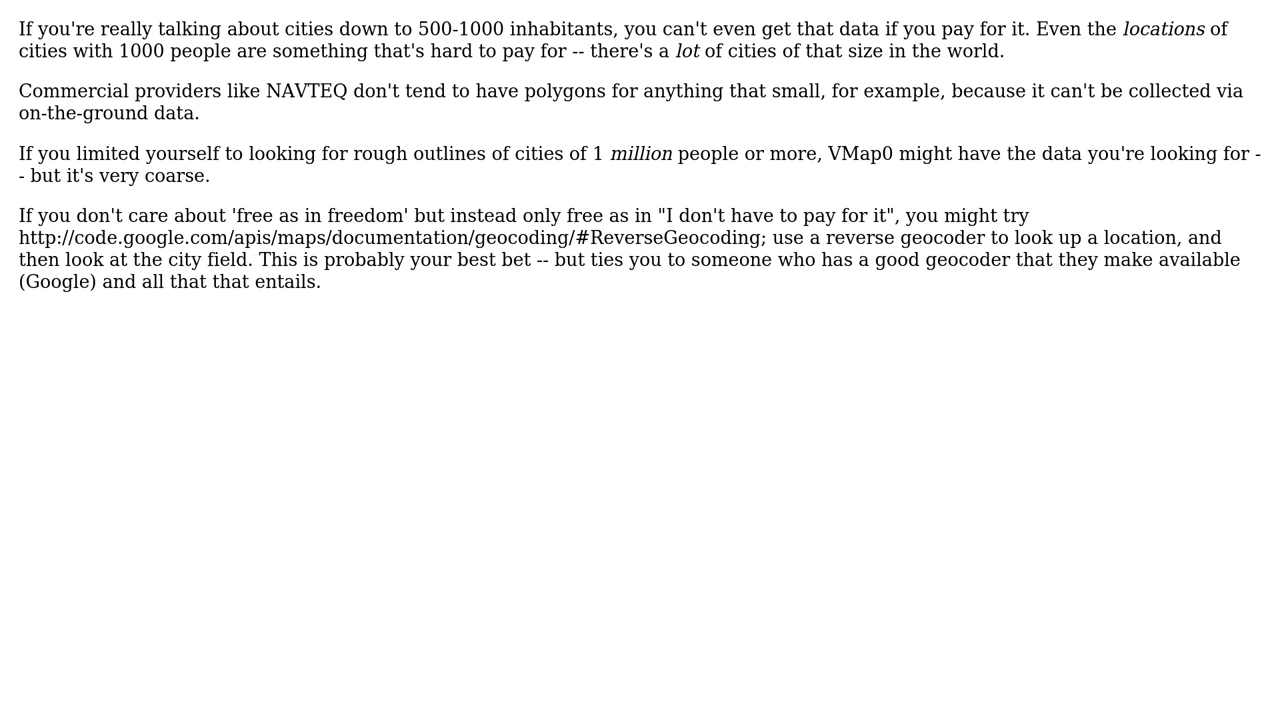 If you're really talking about cities down to 500-1000 inhabitants, you can't even get that data if you pay for it. Even the locations of
cities with 1000 people are something that's hard to pay for -- there's a lot of cities of that size in the world.
Commercial providers like NAVTEQ don't tend to have polygons for anything that small, for example, because it can't be collected via
on-the-ground data.
If you limited yourself to looking for rough outlines of cities of 1 million people or more, VMap0 might have the data you're looking for -
- but it's very coarse.
If you don't care about 'free as in freedom' but instead only free as in "I don't have to pay for it", you might try
http://code.google.com/apis/maps/documentation/geocoding/#ReverseGeocoding; use a reverse geocoder to look up a location, and
then look at the city field. This is probably your best bet -- but ties you to someone who has a good geocoder that they make available
(Google) and all that that entails.